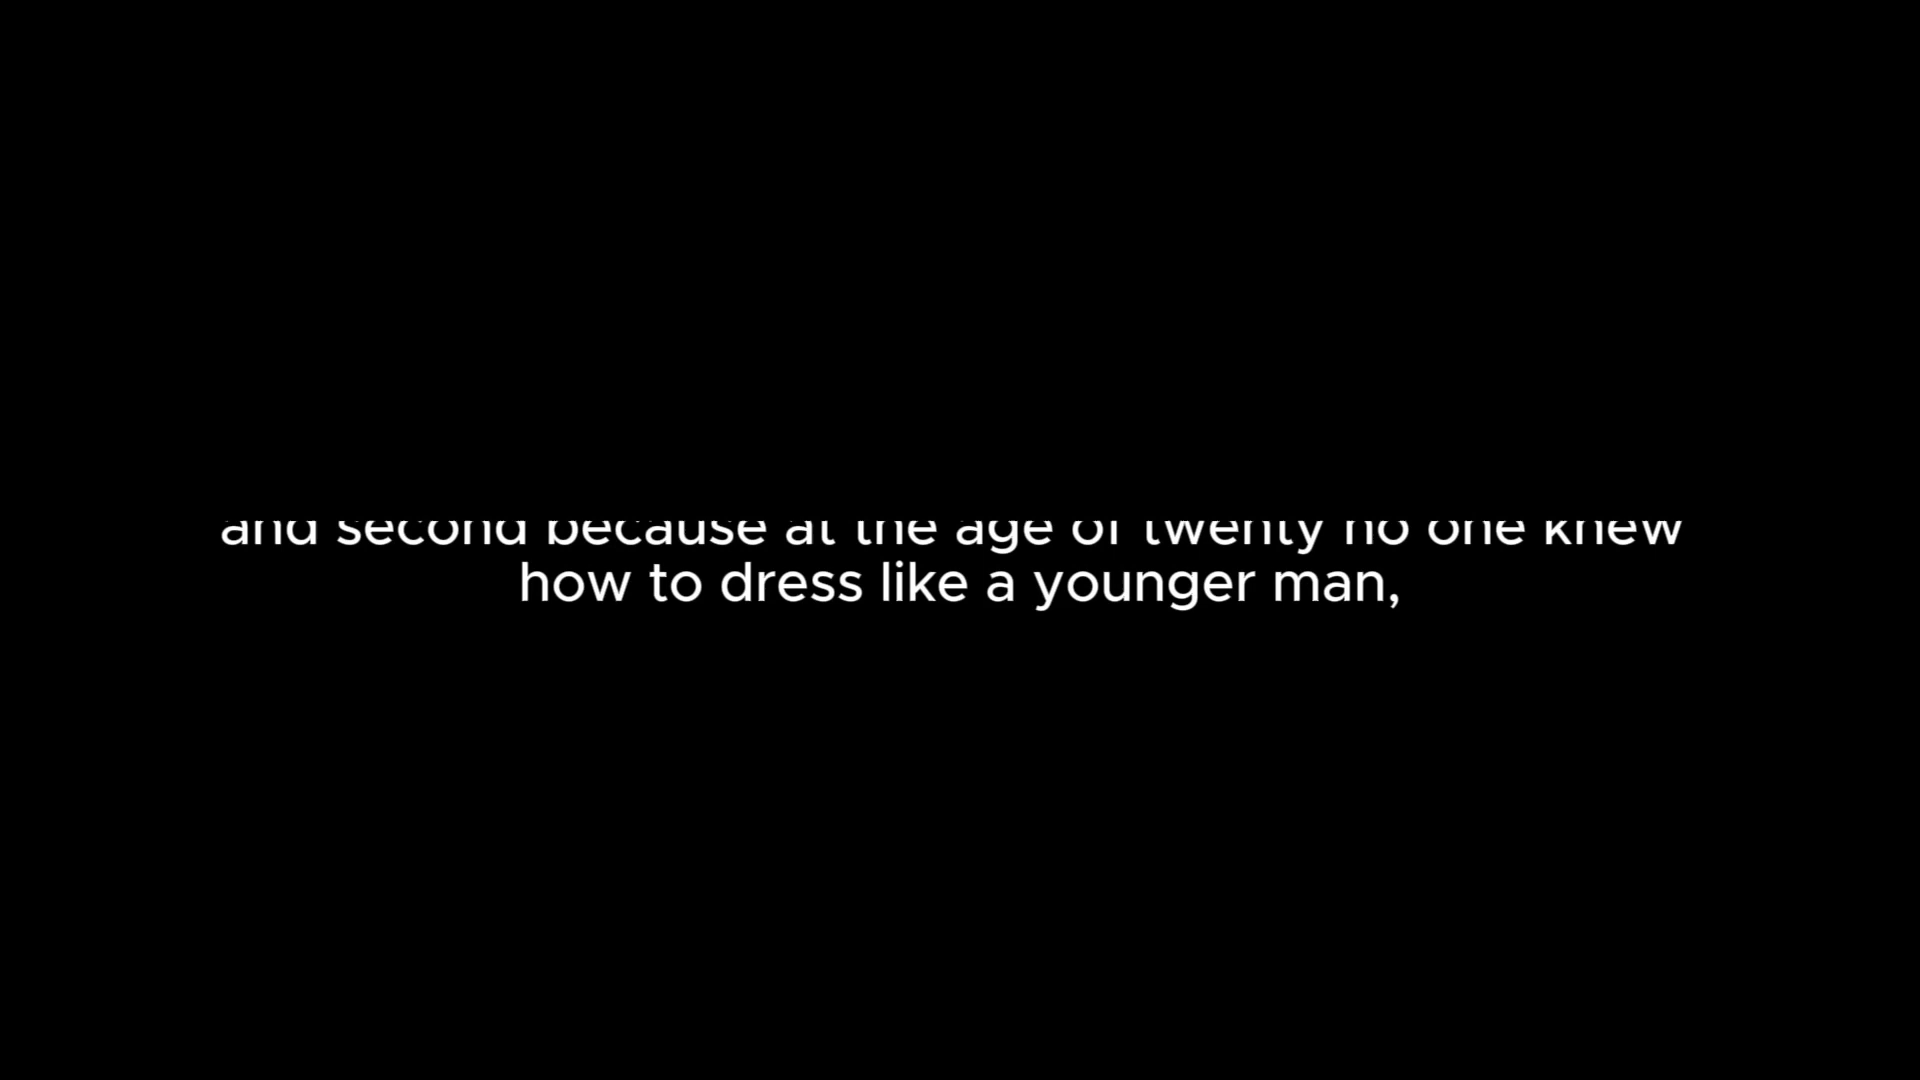 and second because at the age of twenty no one knew
how to dress like a younger man,